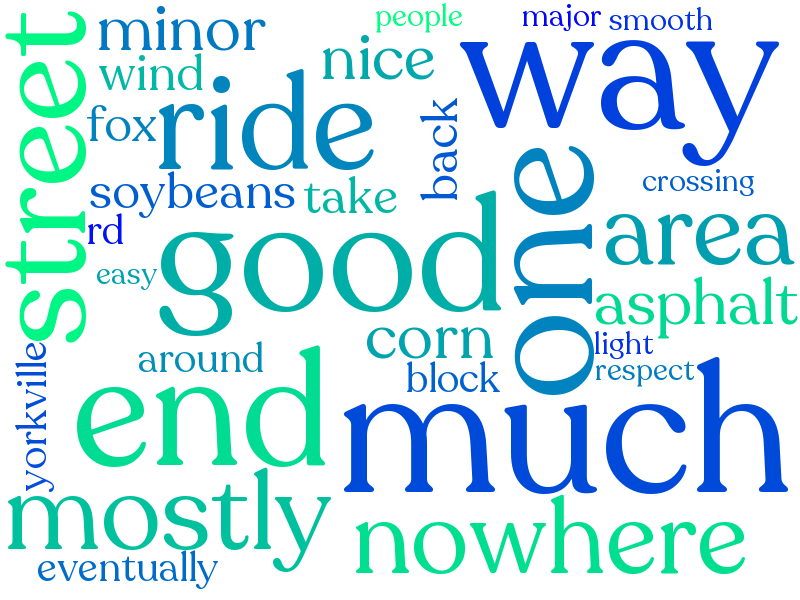 people
major
smooth
minor
street
nice
way
wind
ride
fox
back
one
crossing
soybeans
take
rd
good
area
easy
asphalt
corn
light
around
yorkville
block
respect
end
much
mostly
nowhere
eventually